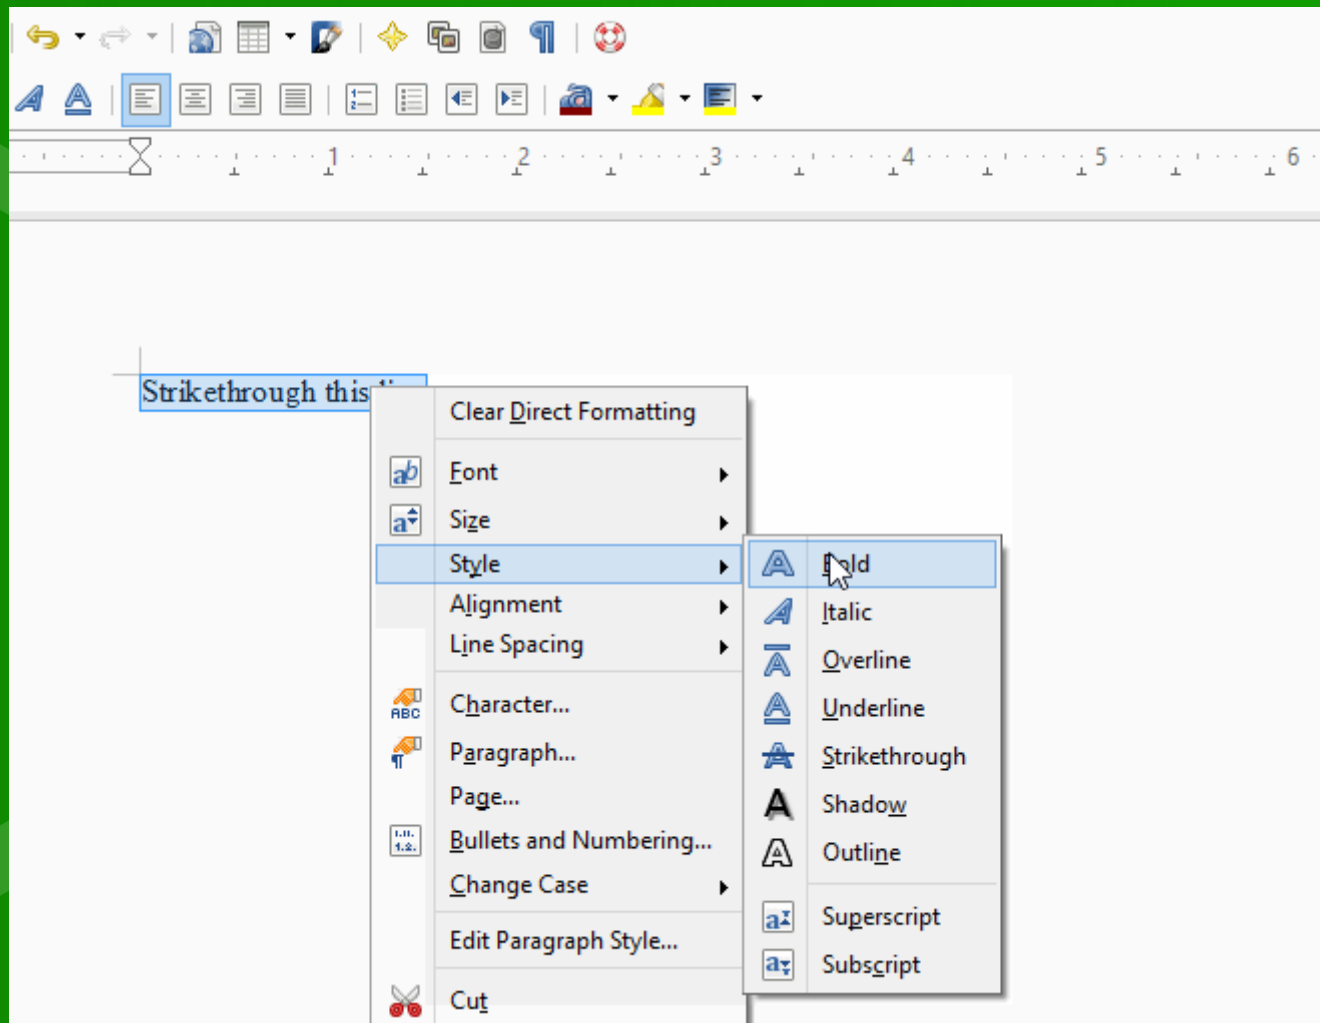 1 2 3 4 5 6
Strikethrough this
Clear Direct Formatting
Font
Size
Style
Alignment
Line Spacing
ABC
Character...
Paragraph...
Page...
Bullets and Numbering...
Change Case
Edit Paragraph Style...
Cut
Bold
Italic
Overline
Underline
Strikethrough
Shadow
Outline
Superscript
Subscript